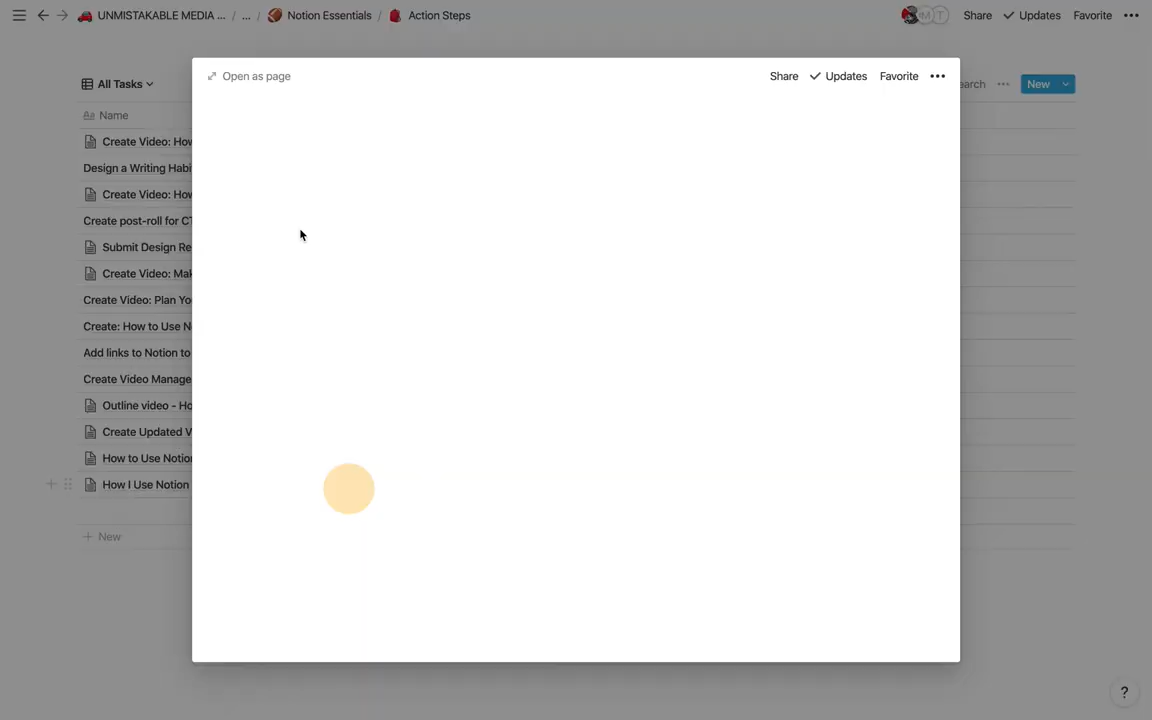 UNMISTAKABLE MEDIA ... / ... / Notion Essentials / Action Steps
Share Updates Favorite
All Tasks
earch ... New
Open as page
Share Updates Favorite
Aa Name
Create Video: How
Design a Writing Habi
Create Video: How
Create post-roll for CT
Submit Design Re
Create Video: Mak
Create Video: Plan Yo
Create: How to Use N
Add links to Notion to
Create Video Manage
Outline video - Ho
Create Updated V
How to Use Notion
How I Use Notion
+ New
?